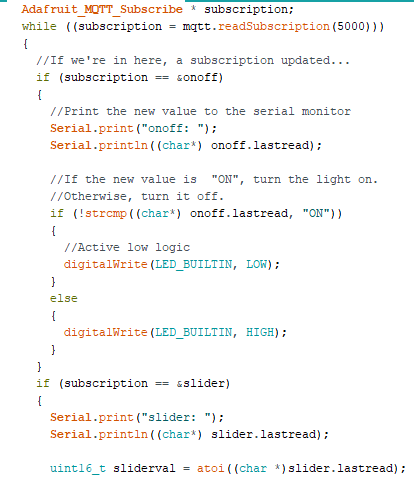 Adafruit_MQTT_Subscribe * subscription;
while ((subscription = mqtt.readSubscription(5000)))
{
  //If we're in here, a subscription updated...
  if (subscription == &onoff)
  {
    //Print the new value to the serial monitor
    Serial.print("onoff: ");
    Serial.println((char*) onoff.lastread);

    //If the new value is  "ON", turn the light on.
    //Otherwise, turn it off.
    if (!strcmp((char*) onoff.lastread, "ON"))
    {
      //Active low logic
      digitalWrite(LED_BUILTIN, LOW);
    }
    else
    {
      digitalWrite(LED_BUILTIN, HIGH);
    }
  }
  if (subscription == &slider)
  {
    Serial.print("slider: ");
    Serial.println((char*) slider.lastread);

    uint16_t sliderval = atoi((char *)slider.lastread);